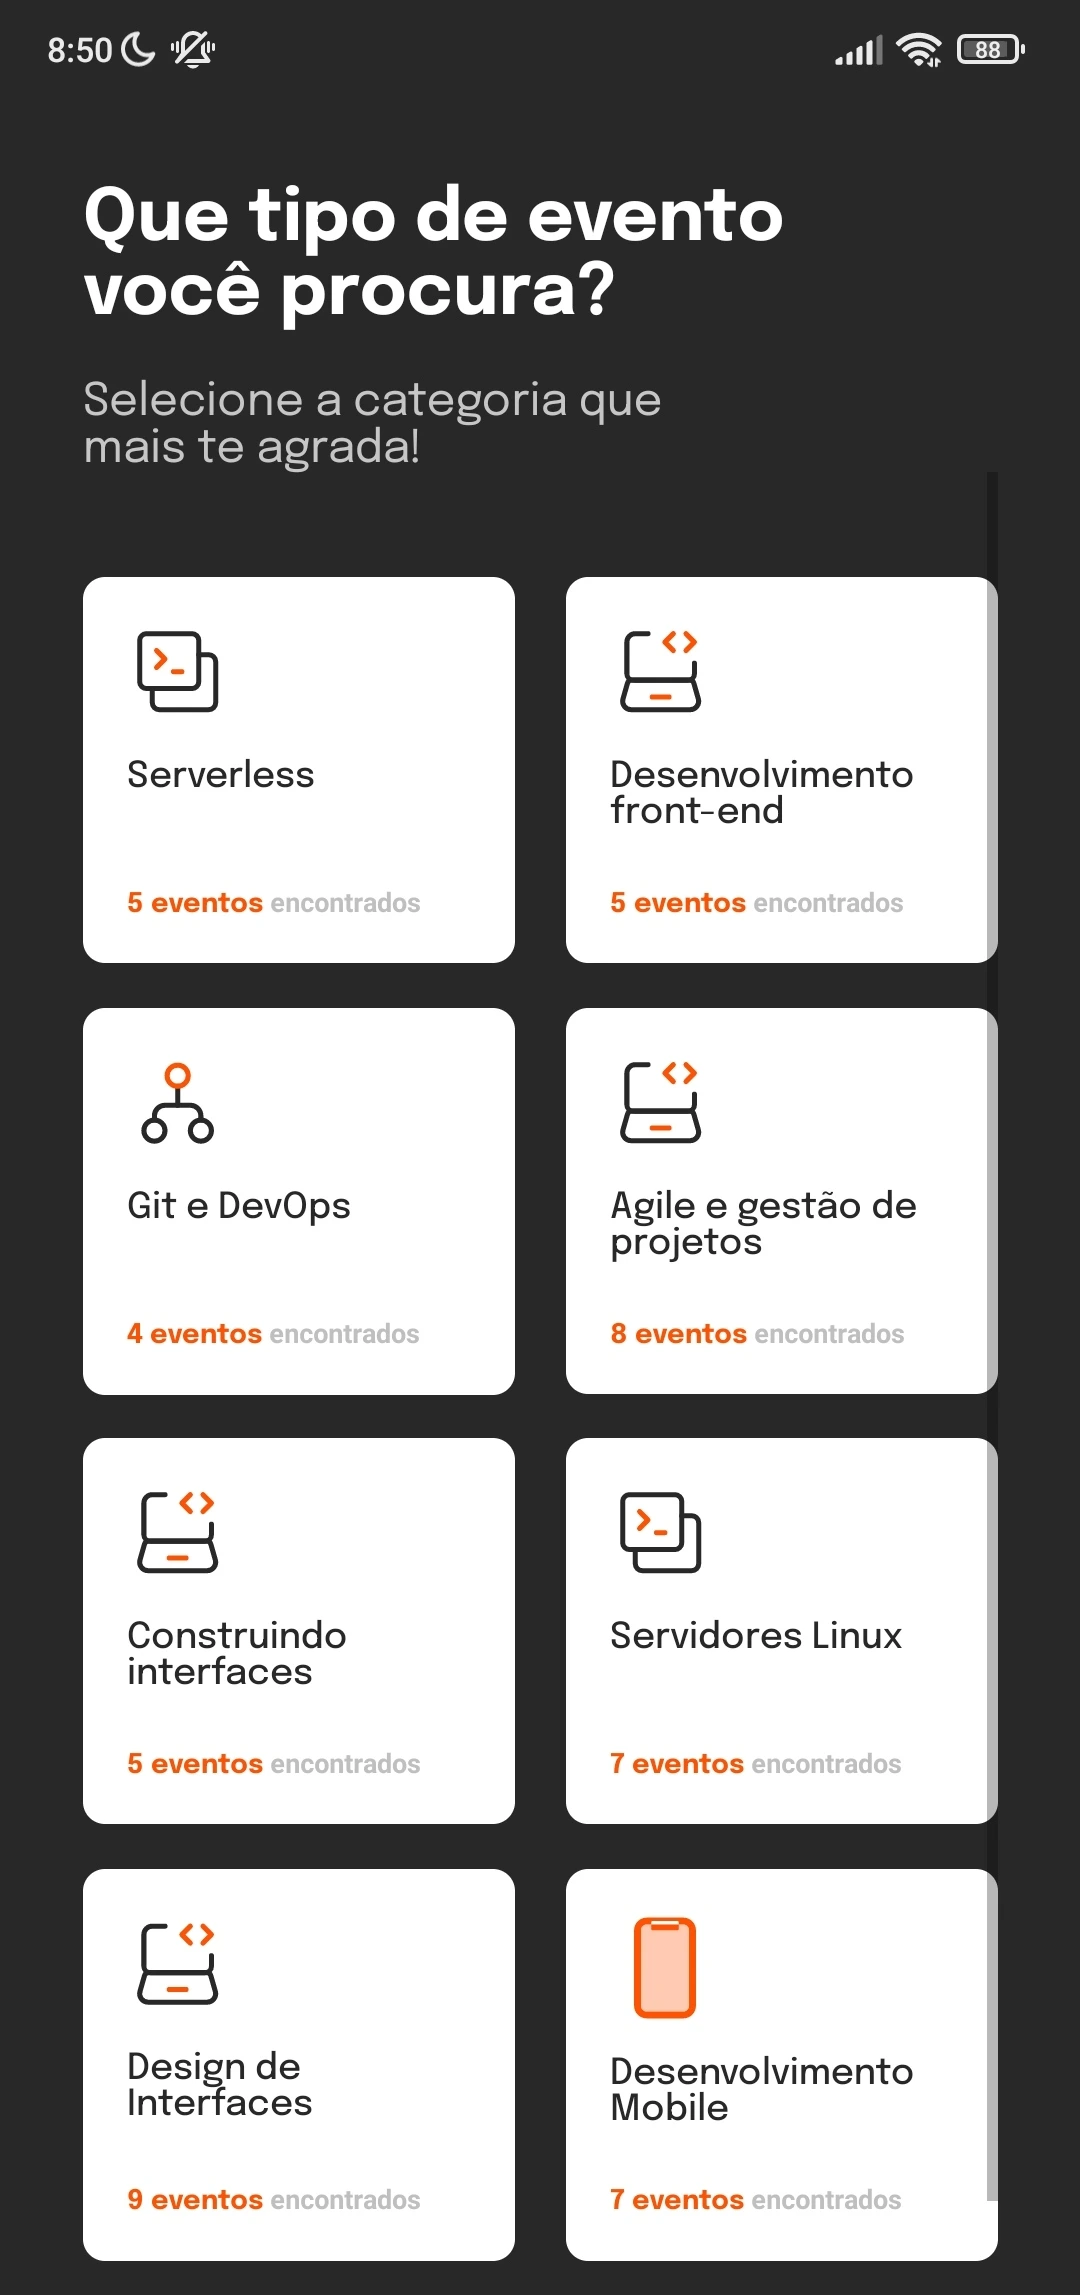 8:50
88
Que tipo de evento
você procura?
Selecione a categoria que
mais te agrada!
Serverless
5 eventos encontrados
Desenvolvimento
front-end
5 eventos encontrados
Git e DevOps
4 eventos encontrados
Agile e gestão de
projetos
8 eventos encontrados
Construindo
interfaces
5 eventos encontrados
Servidores Linux
7 eventos encontrados
Design de
Interfaces
9 eventos encontrados
Desenvolvimento
Mobile
7 eventos encontrados